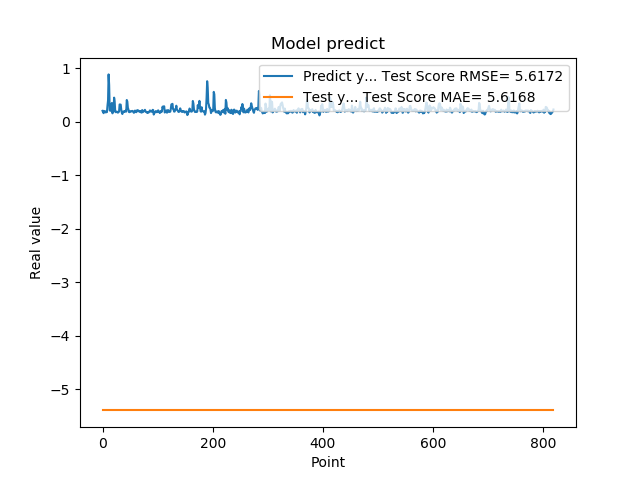 Model predict
Predict y... Test Score RMSE= 5.6172
Test y... Test Score MAE= 5.6168
Real value
1
0
−1
−2
−3
−4
−5
0 200 400 600 800
Point